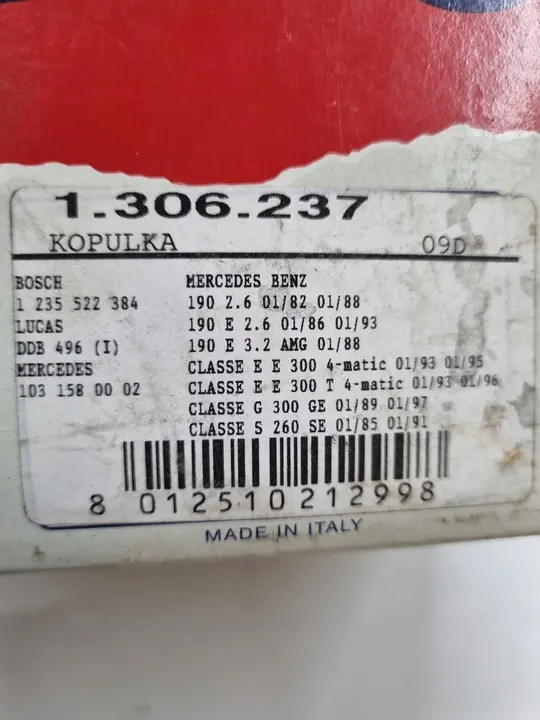 1.306.237
KOPULKA 09D
BOSCH
1 235 522 384
LUCAS
DDB 496 (I)
MERCEDES
103 158 00 02
MERCEDES BENZ
190 2.6 01/82 01/88
190 E 2.6 01/86 01/93
190 E 3.2 AMG 01/88
CLASSE E E 300 4-matic 01/93 01/95
CLASSE E E 300 T 4-matic 01/93 01/96
CLASSE G 300 GE 01/89 01/97
CLASSE S 260 SE 01/85 01/91
8 012510 212998
MADE IN ITALY